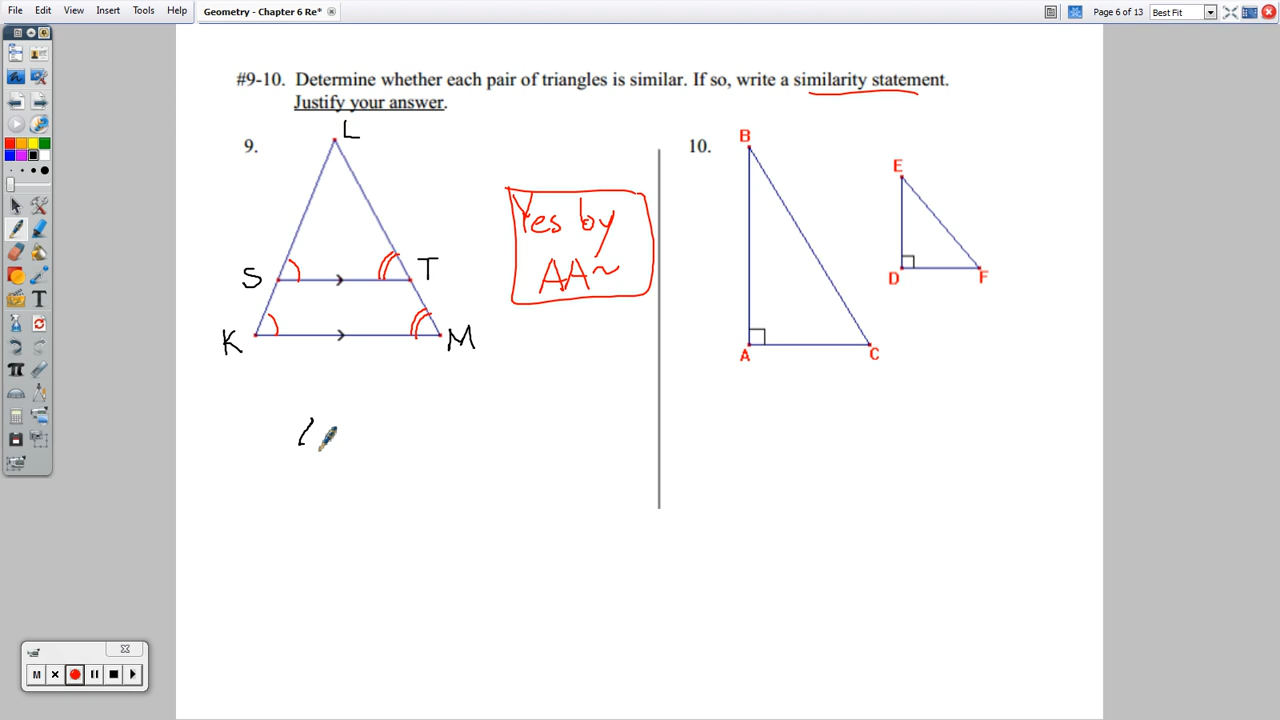 File Edit View Insert Tools Help
Geometry - Chapter 6 Re*
Page 6 of 13
Best Fit
#9-10. Determine whether each pair of triangles is similar. If so, write a similarity statement.
Justify your answer.
9.
L
S
T
K
M
Yes by
AA~
10.
B
A
C
E
D
F
M